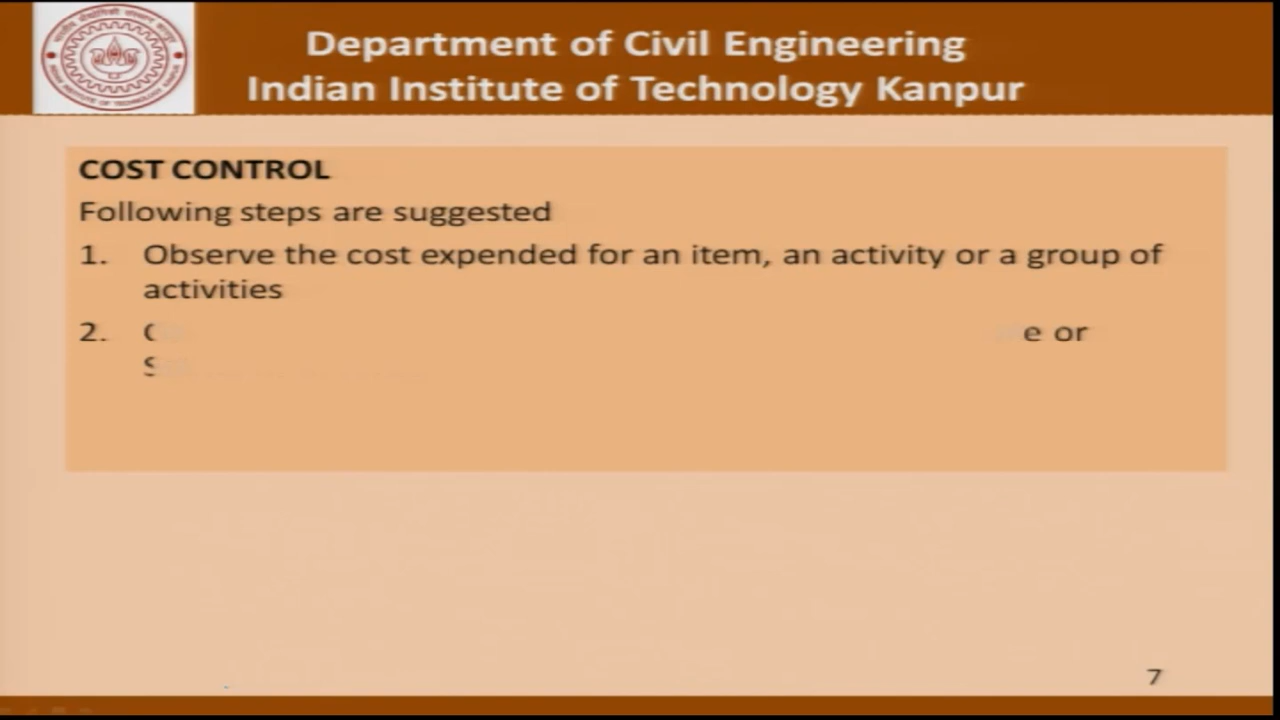 Department of Civil Engineering
Indian Institute of Technology Kanpur
COST CONTROL
Following steps are suggested
1. Observe the cost expended for an item, an activity or a group of
activities
2. or
7